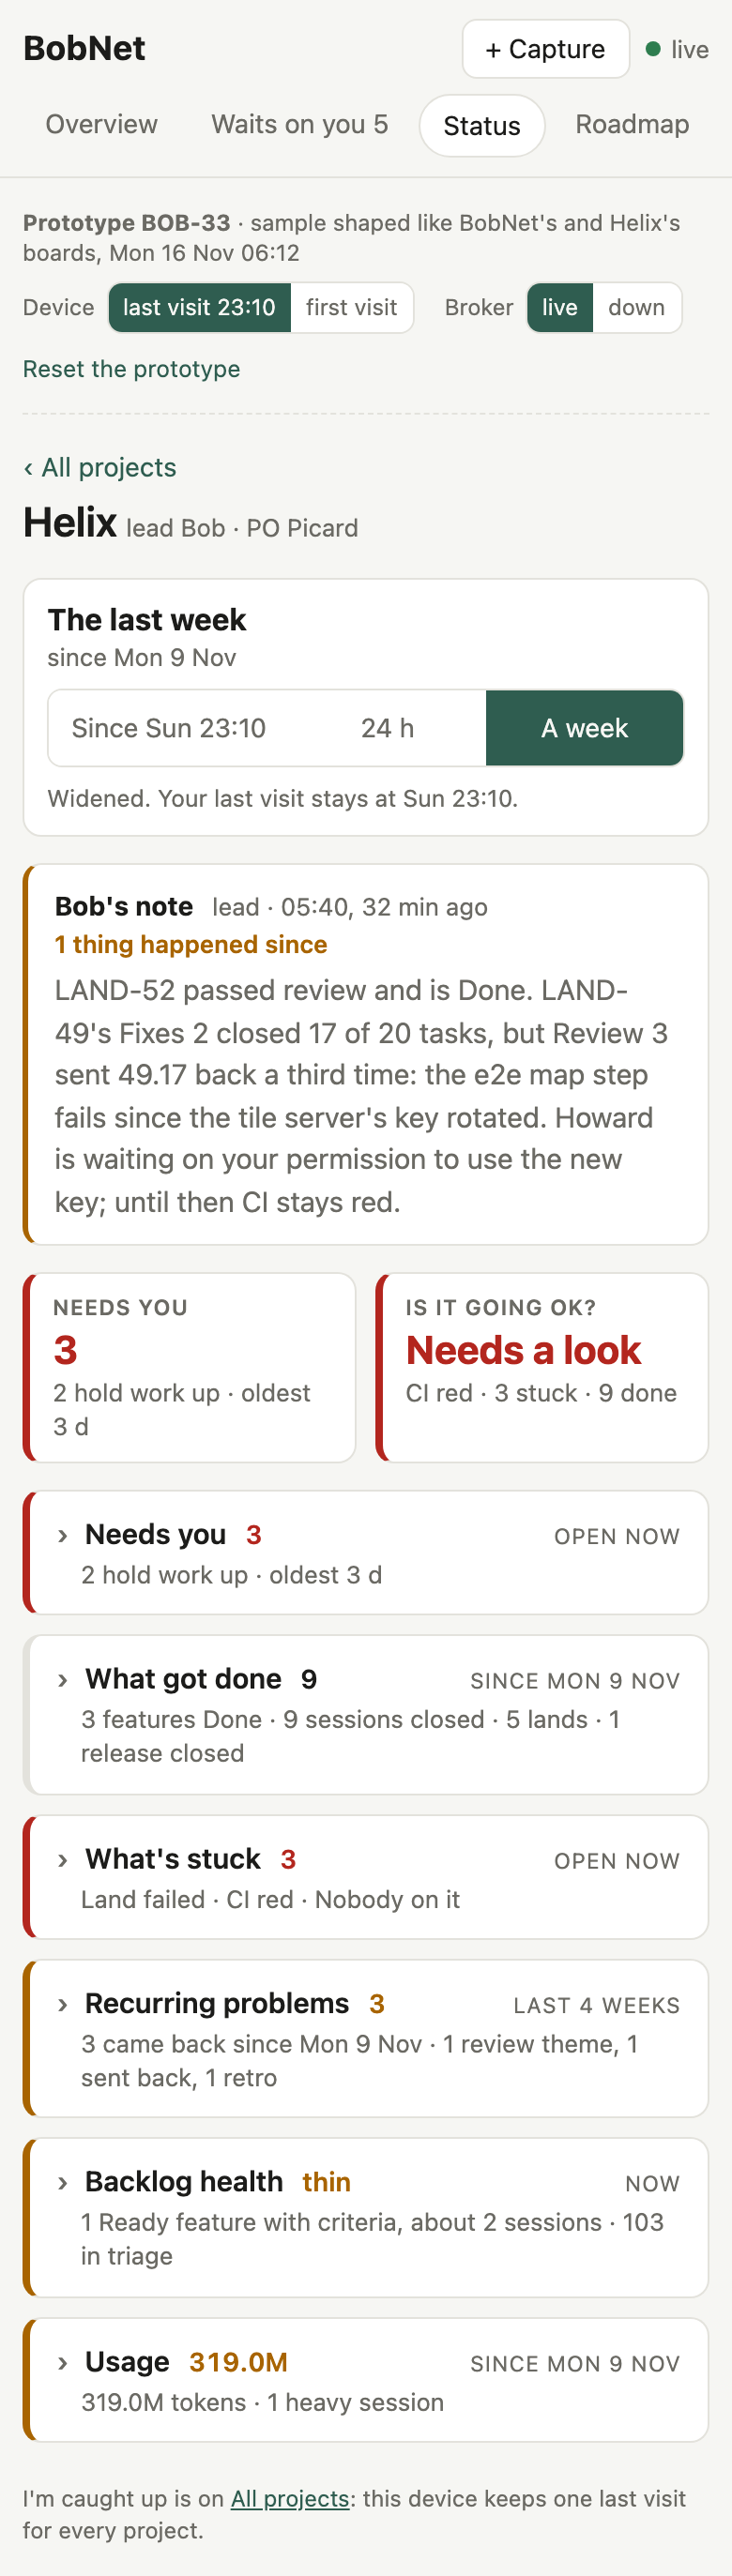 BobNet
+ Capture
live
Overview
Waits on you 5
Status
Roadmap
Prototype BOB-33 · sample shaped like BobNet's and Helix's
boards, Mon 16 Nov 06:12
Device
last visit 23:10
first visit
Broker
live
down
Reset the prototype
‹ All projects
Helix lead Bob · PO Picard
The last week
since Mon 9 Nov
Since Sun 23:10
24 h
A week
Widened. Your last visit stays at Sun 23:10.
Bob's note lead · 05:40, 32 min ago
1 thing happened since
LAND-52 passed review and is Done. LAND-
49's Fixes 2 closed 17 of 20 tasks, but Review 3
sent 49.17 back a third time: the e2e map step
fails since the tile server's key rotated. Howard
is waiting on your permission to use the new
key; until then CI stays red.
NEEDS YOU
3
2 hold work up · oldest
3 d
IS IT GOING OK?
Needs a look
CI red · 3 stuck · 9 done
› Needs you 3
OPEN NOW
2 hold work up · oldest 3 d
› What got done 9
SINCE MON 9 NOV
3 features Done · 9 sessions closed · 5 lands · 1
release closed
› What's stuck 3
OPEN NOW
Land failed · CI red · Nobody on it
› Recurring problems 3
LAST 4 WEEKS
3 came back since Mon 9 Nov · 1 review theme, 1
sent back, 1 retro
› Backlog health thin
NOW
1 Ready feature with criteria, about 2 sessions · 103
in triage
› Usage 319.0M
SINCE MON 9 NOV
319.0M tokens · 1 heavy session
I'm caught up is on All projects: this device keeps one last visit
for every project.